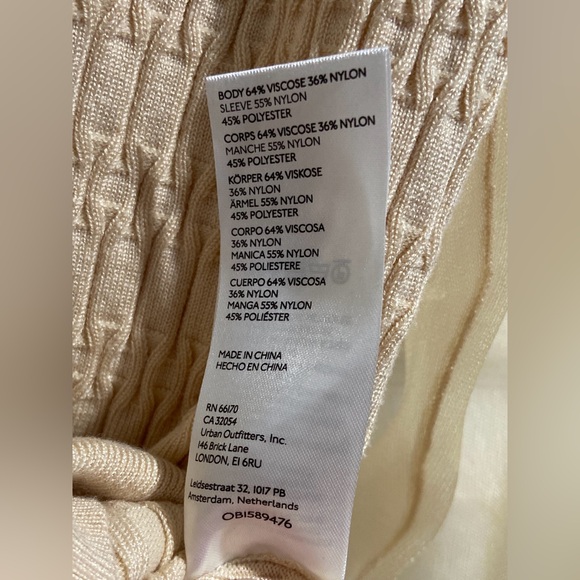 BODY 64% VISCOSE 36% NYLON
SLEEVE 55% NYLON
45% POLYESTER
CORPS 64% VISCOSE 36% NYLON
MANCHE 55% NYLON
45% POLYESTER
KÖRPER 64% VISKOSE
36% NYLON
ÄRMEL 55% NYLON
45% POLYESTER
CORPO 64% VISCOSA
36% NYLON
MANICA 55% NYLON
45% POLIESTERE
CUERPO 64% VISCOSA
36% NYLON
MANGA 55% NYLON
45% POLIÉSTER
MADE IN CHINA
HECHO EN CHINA
RN 66170
CA 32054
Urban Outfitters, Inc.
146 Brick Lane
LONDON, E1 6RU
Leidsestraat 32, 1017 PB
Amsterdam, Netherlands
OB1589476